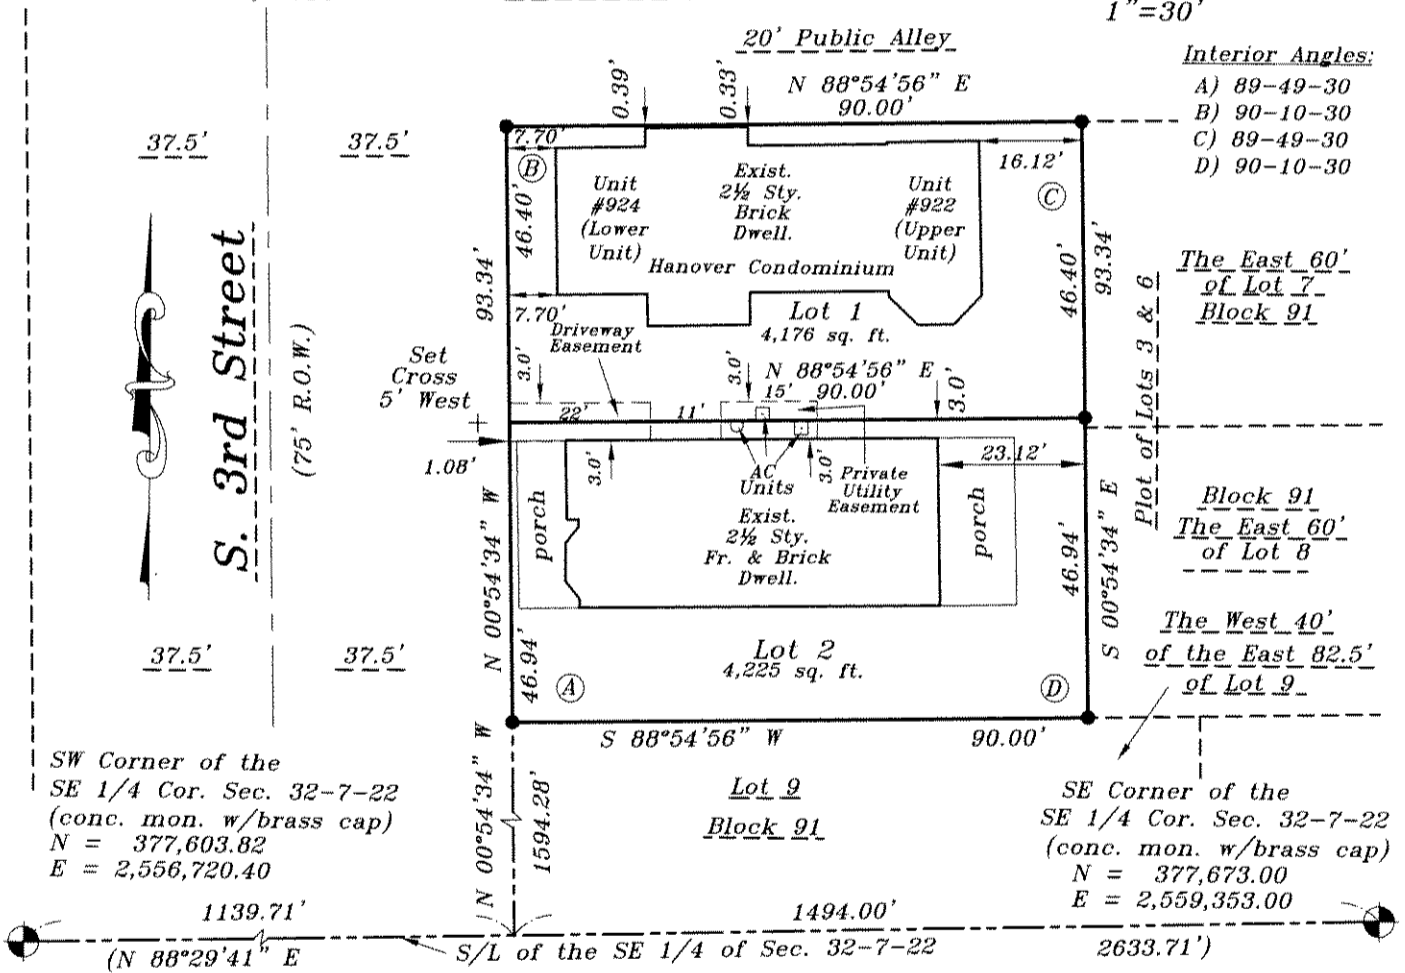 1"=30'
20' Public Alley
Interior Angles:
A) 89-49-30
B) 90-10-30
C) 89-49-30
D) 90-10-30
N 88°54'56" E
90.00'
0.39'
0.33'
37.5'
37.5'
7.70'
16.12'
B
C
Unit
#924
(Lower
Unit)
Exist.
2½ Sty.
Brick
Dwell.
Unit
#922
(Upper
Unit)
Hanover Condominium
46.40'
93.34'
46.40'
93.34'
S. 3rd Street
(75' R.O.W.)
The East 60'
of Lot 7
Block 91
Plot of Lots 3 & 6
Lot 1
4,176 sq. ft.
7.70'
Driveway
Easement
Set
Cross
5' West
3.0'
3.0'
N 88°54'56" E
15' 90.00'
3.0'
22'
11'
1.08'
3.0'
3.0'
23.12'
AC
Units
Private
Utility
Easement
porch
porch
Exist.
2½ Sty.
Fr. & Brick
Dwell.
Block 91
The East 60'
of Lot 8
N 00°54'34" W
46.94'
46.94'
S 00°54'34" E
37.5'
37.5'
Lot 2
4,225 sq. ft.
A
D
The West 40'
of the East 82.5'
of Lot 9
S 88°54'56" W
90.00'
SW Corner of the
SE 1/4 Cor. Sec. 32-7-22
(conc. mon. w/brass cap)
N = 377,603.82
E = 2,556,720.40
N 00°54'34" W
1594.28'
Lot 9
Block 91
SE Corner of the
SE 1/4 Cor. Sec. 32-7-22
(conc. mon. w/brass cap)
N = 377,673.00
E = 2,559,353.00
1139.71'
1494.00'
(N 88°29'41" E
S/L of the SE 1/4 of Sec. 32-7-22
2633.71')